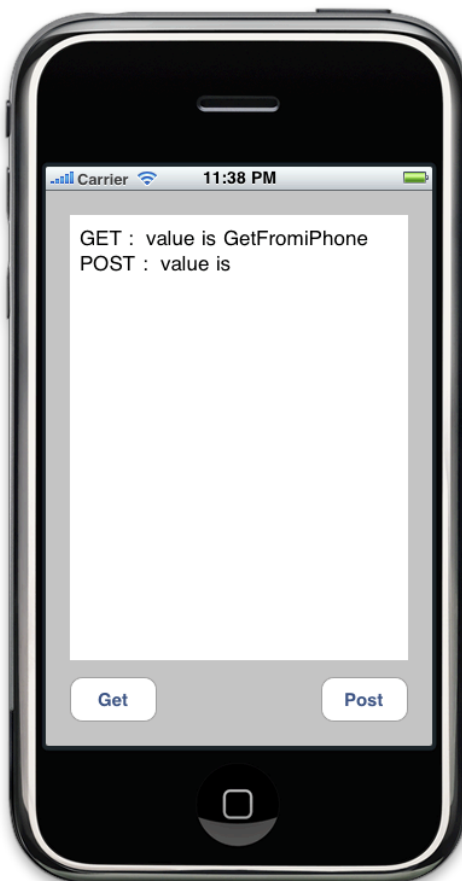 Carrier 11:38 PM
GET :  value is GetFromiPhone
POST :  value is
Get Post